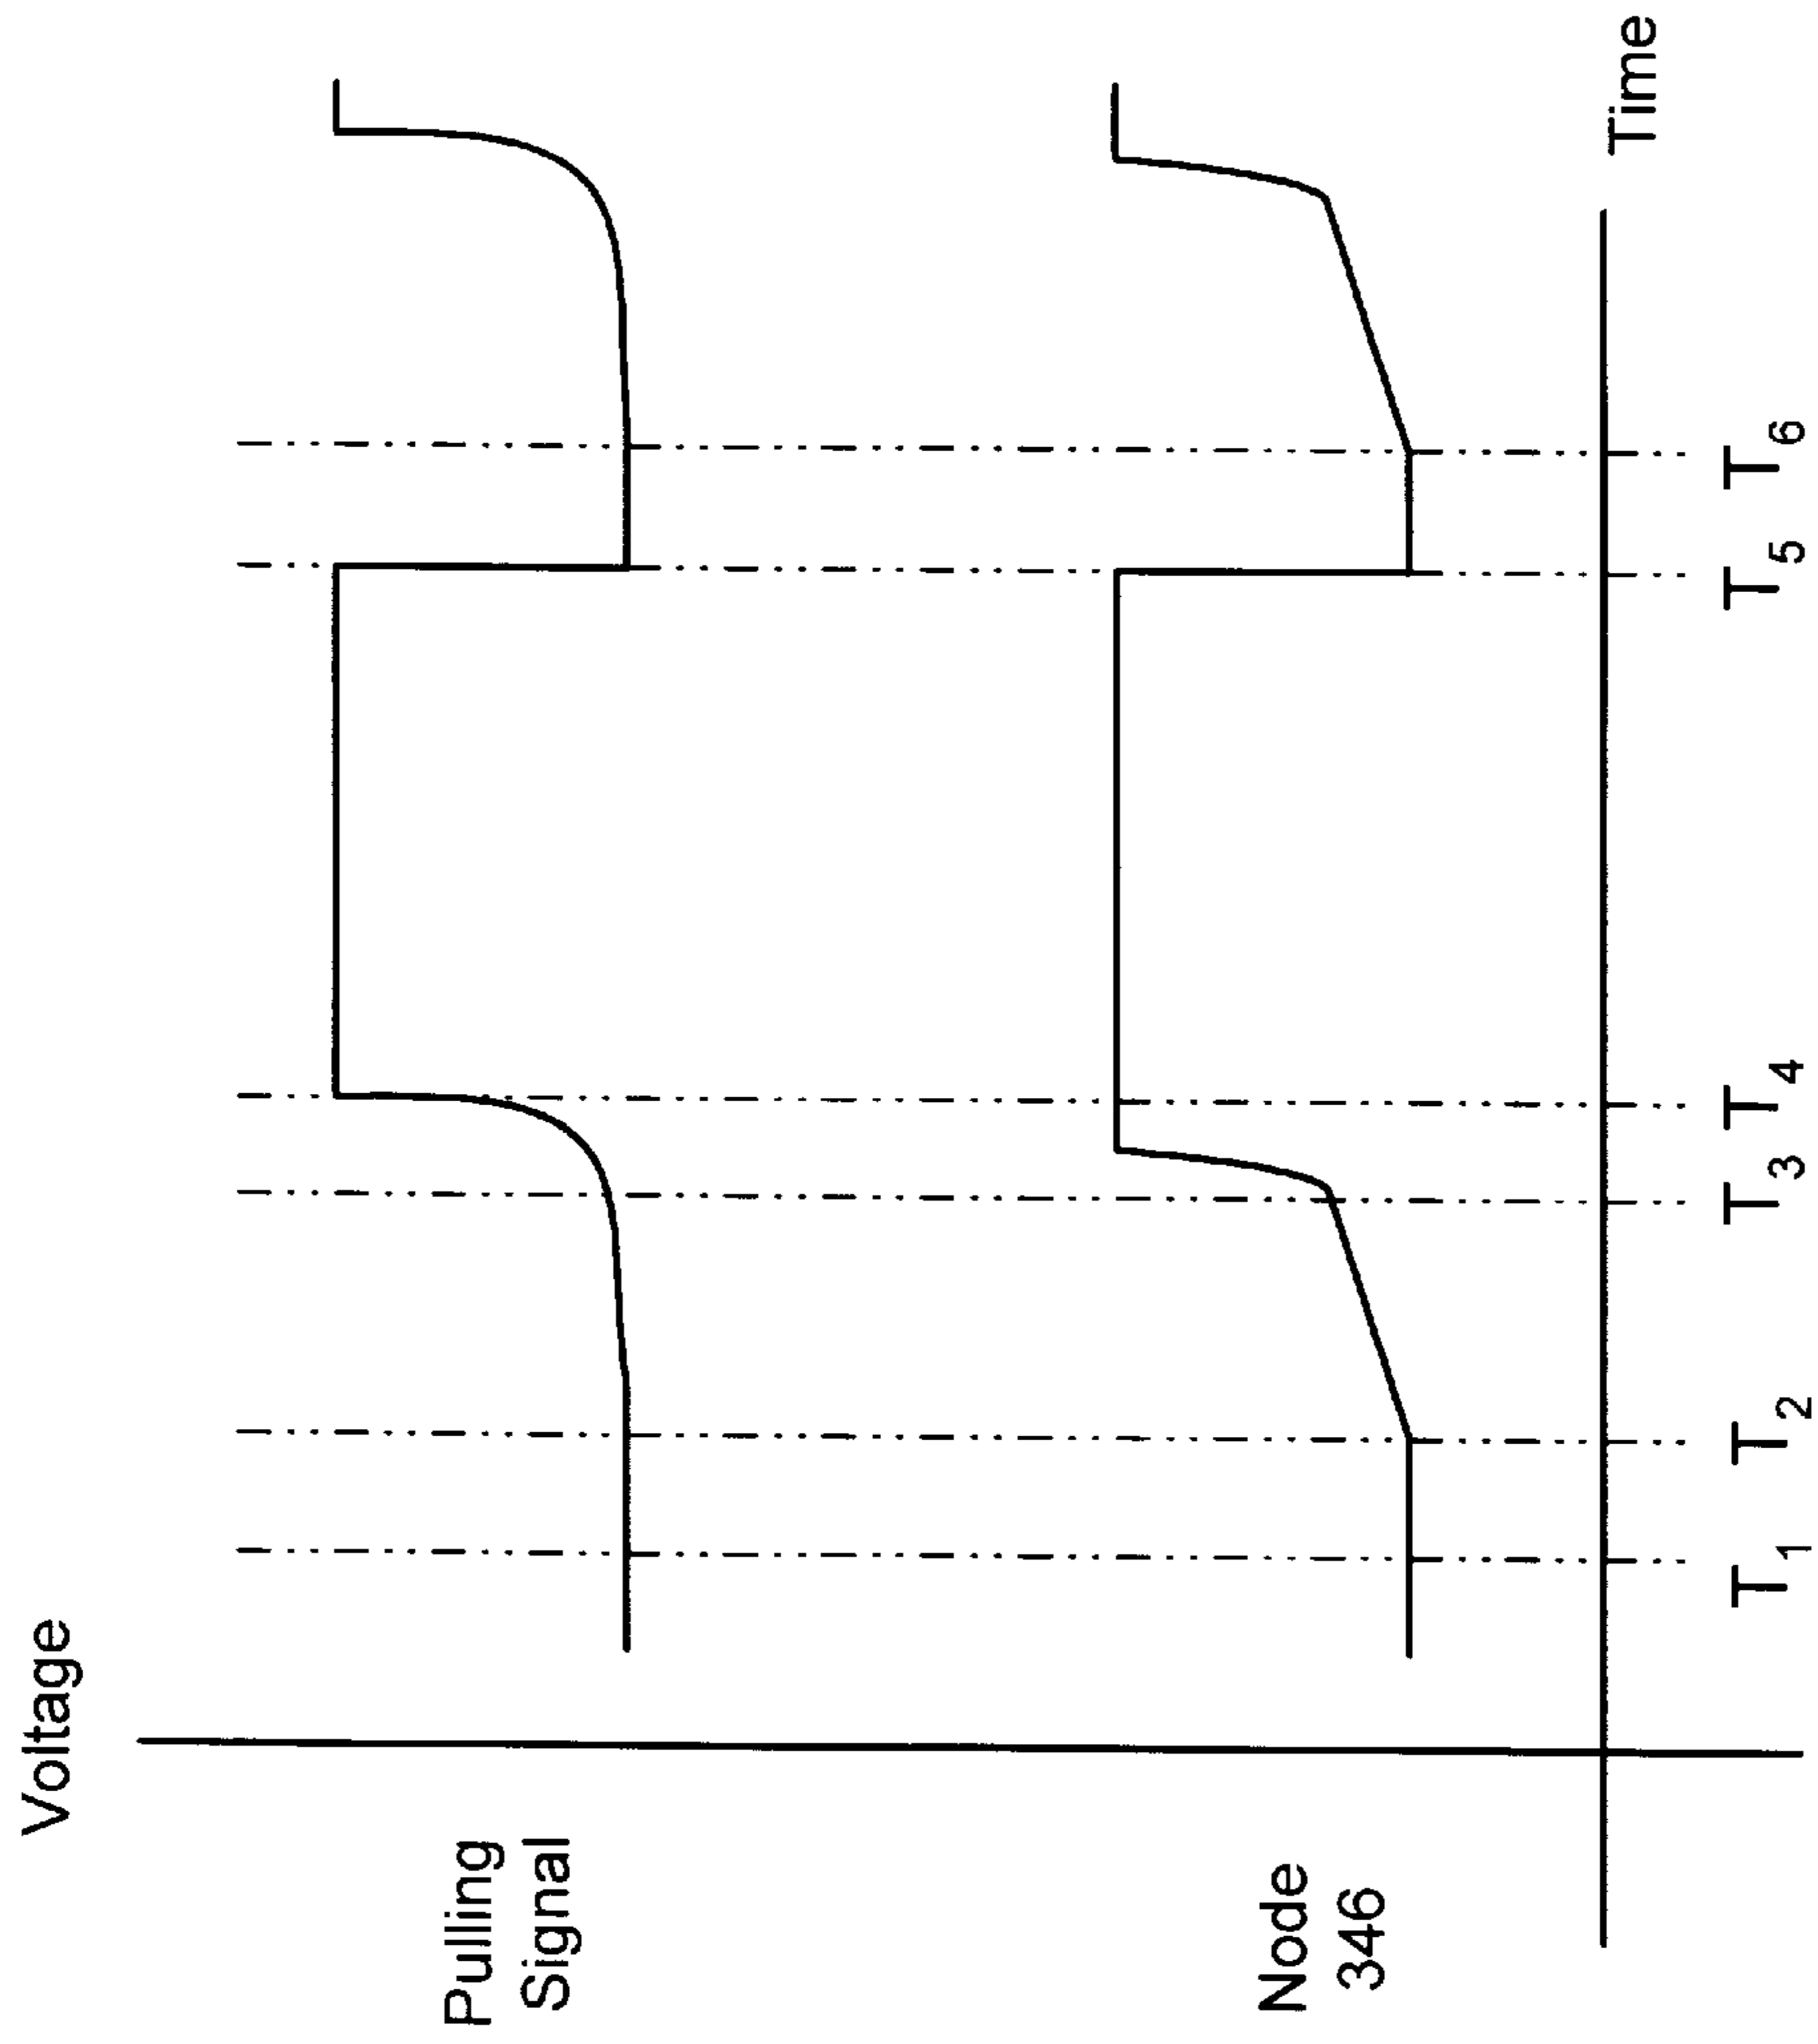 Voltage
Pulling
Signal
Node
346
Time
T1 T2 T3 T4 T5 T6